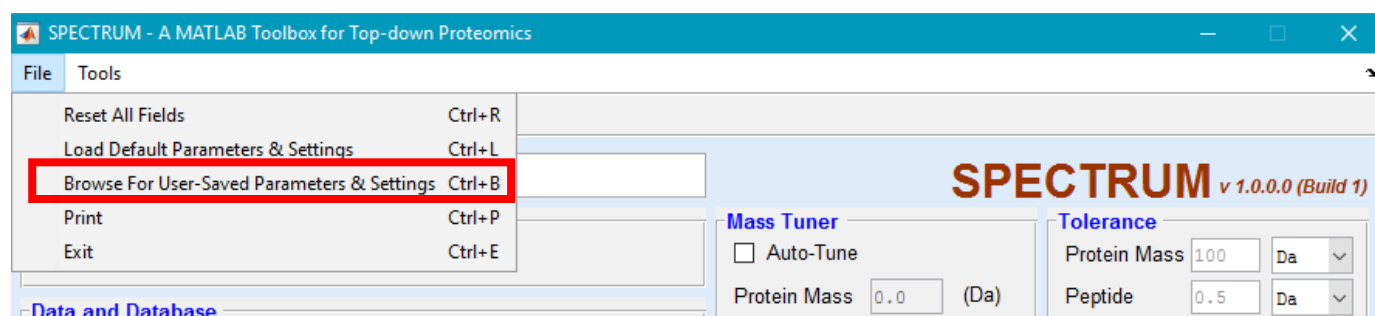 SPECTRUM - A MATLAB Toolbox for Top-down Proteomics
File Tools
Reset All Fields Ctrl+R
Load Default Parameters & Settings Ctrl+L
Browse For User-Saved Parameters & Settings Ctrl+B
Print Ctrl+P
Exit Ctrl+E
SPECTRUM v 1.0.0.0 (Build 1)
Mass Tuner
Auto-Tune
Protein Mass 0.0 (Da)
Tolerance
Protein Mass 100 Da
Peptide 0.5 Da
Data and Database